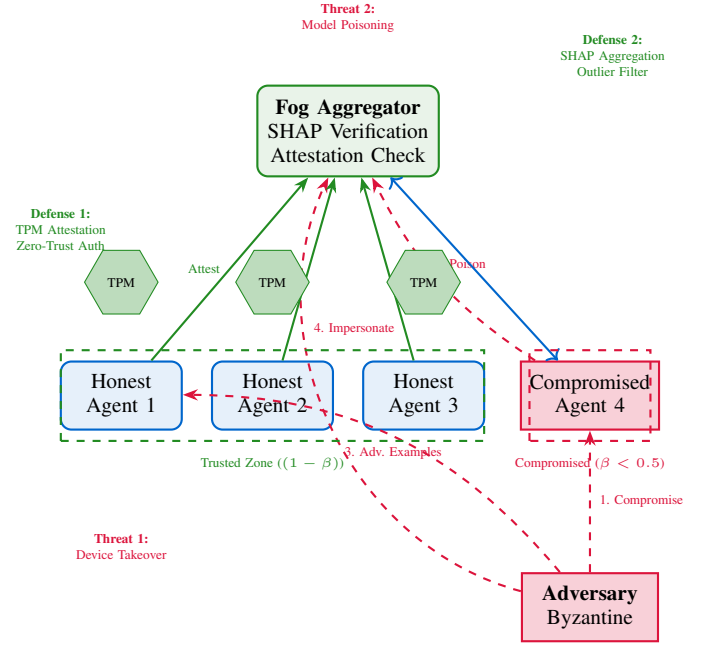 Threat 2:
Model Poisoning
Defense 2:
SHAP Aggregation
Outlier Filter
Fog Aggregator
SHAP Verification
Attestation Check
Defense 1:
TPM Attestation
Zero-Trust Auth
TPM
Attest
TPM
TPM
Poison
4. Impersonate
Honest
Agent 1
Honest
Agent 2
Honest
Agent 3
Compromised
Agent 4
3. Adv. Examples
Trusted Zone ((1 − β))
Compromised (β < 0.5)
1. Compromise
Threat 1:
Device Takeover
Adversary
Byzantine